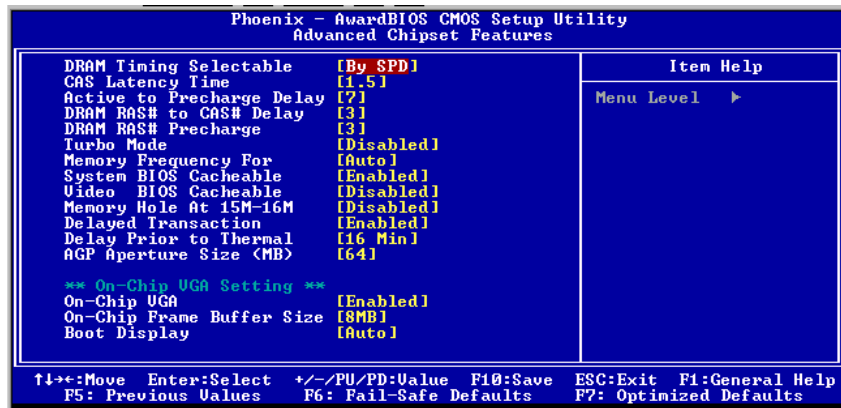 Phoenix - AwardBIOS CMOS Setup Utility
Advanced Chipset Features
DRAM Timing Selectable [By SPD]
CAS Latency Time [1.5]
Active to Precharge Delay [7]
DRAM RAS# to CAS# Delay [3]
DRAM RAS# Precharge [3]
Turbo Mode [Disabled]
Memory Frequency For [Auto]
System BIOS Cacheable [Enabled]
Video BIOS Cacheable [Disabled]
Memory Hole At 15M-16M [Disabled]
Delayed Transaction [Enabled]
Delay Prior to Thermal [16 Min]
AGP Aperture Size (MB) [64]
** On-Chip VGA Setting **
On-Chip VGA [Enabled]
On-Chip Frame Buffer Size [8MB]
Boot Display [Auto]
Item Help
Menu Level ►
↑↓→←:Move Enter:Select +/-/PU/PD:Value F10:Save ESC:Exit F1:General Help
F5: Previous Values F6: Fail-Safe Defaults F7: Optimized Defaults